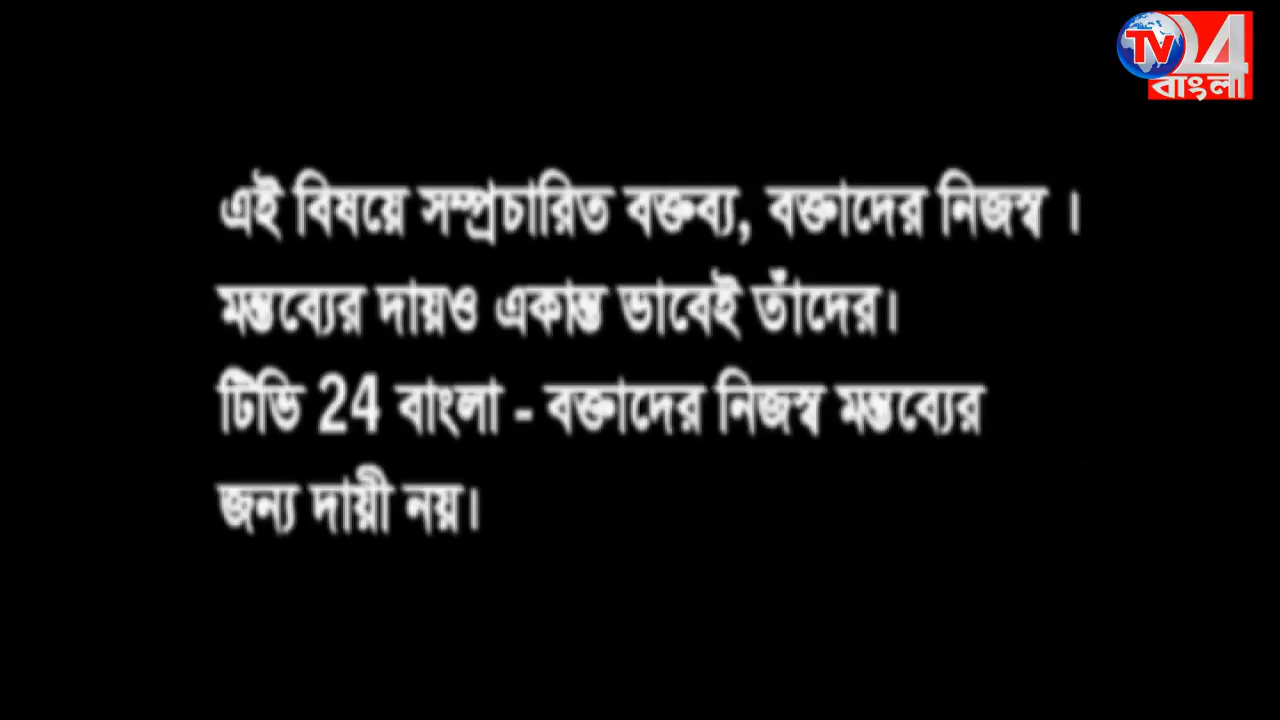 TV 24
বাংলা
এই বিষয়ে সম্প্রচারিত বক্তব্য, বক্তাদের নিজস্ব ।
মন্তব্যের দায়ও একান্ত ভাবেই তাঁদের।
টিভি 24 বাংলা - বক্তাদের নিজস্ব মন্তব্যের
জন্য দায়ী নয়।